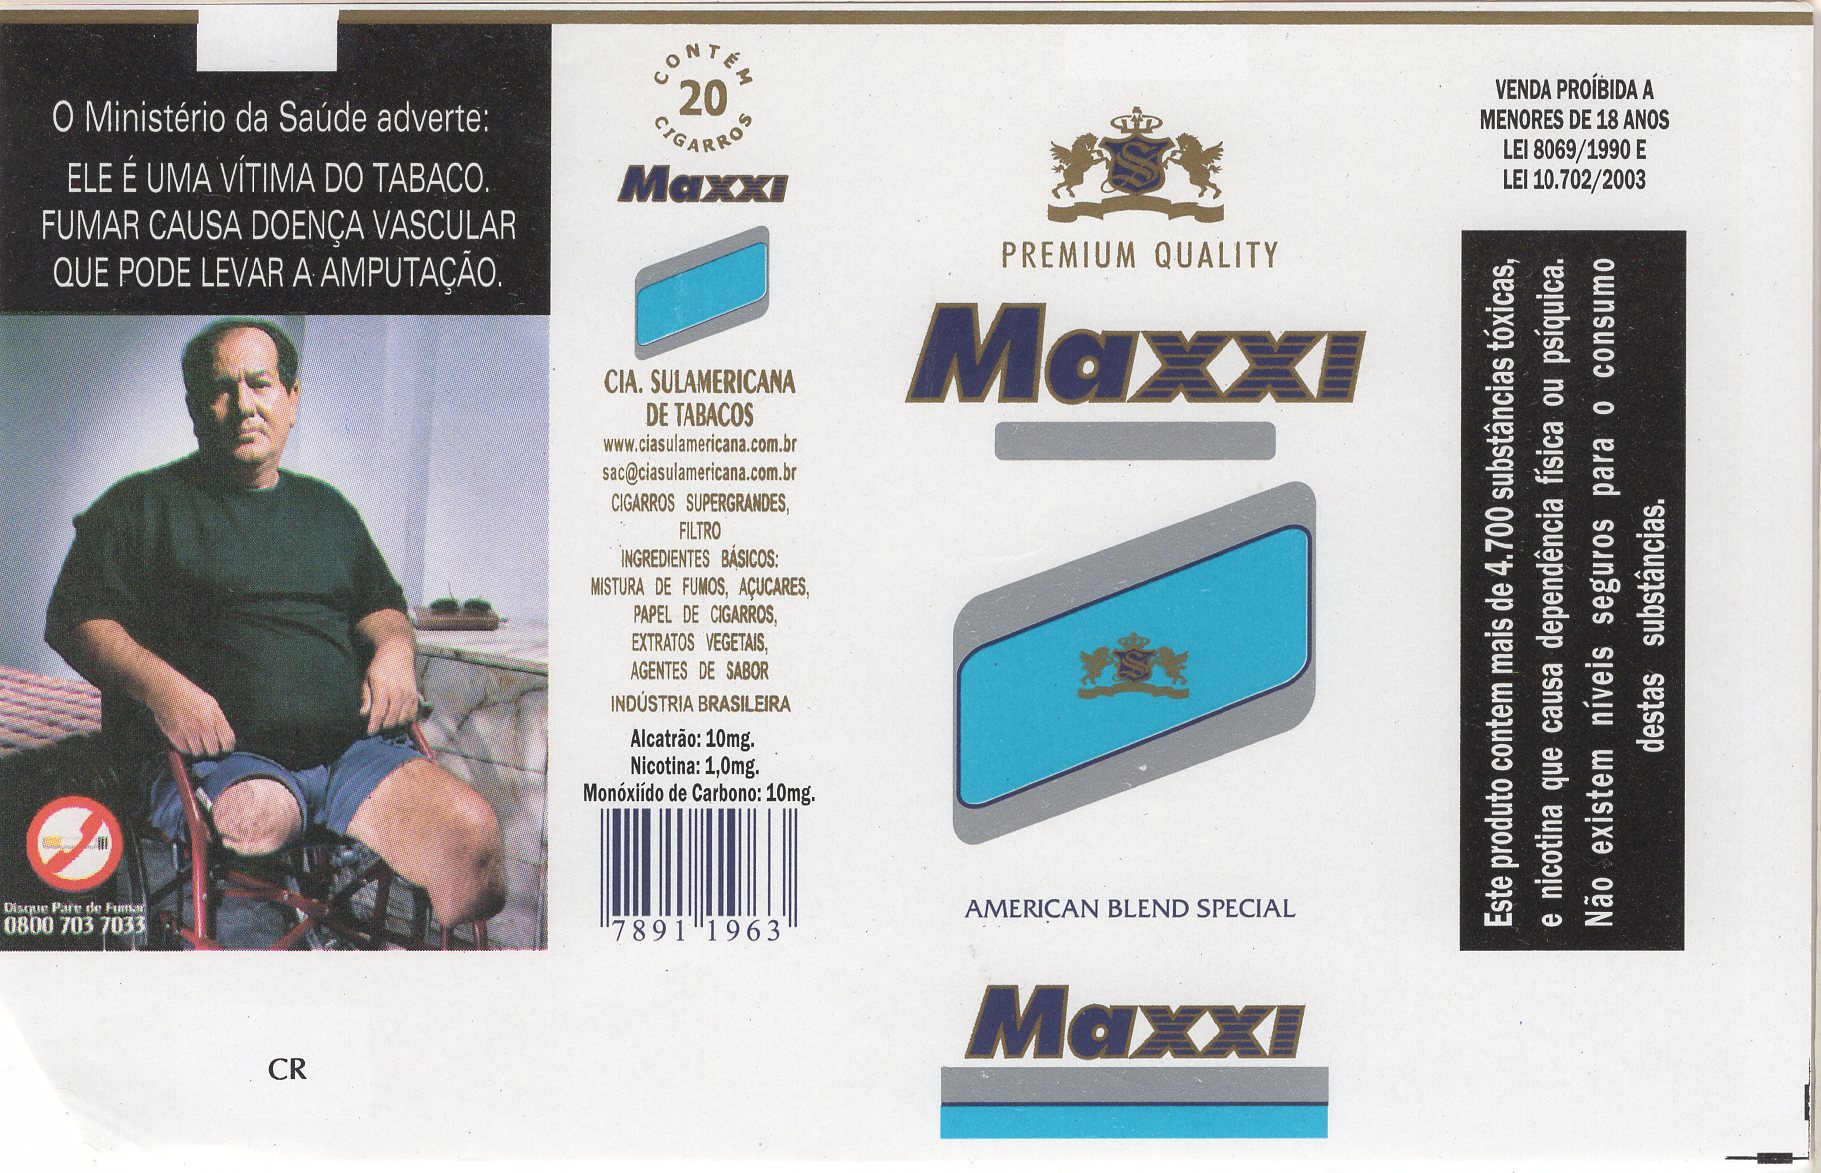 O Ministério da Saúde adverte:
ELE É UMA VÍTIMA DO TABACO.
FUMAR CAUSA DOENÇA VASCULAR
QUE PODE LEVAR A AMPUTAÇÃO.
Disque Pare de Fumar
0800 703 7033
CR
CONTÉM
20
CIGARROS
Maxxi
CIA. SULAMERICANA
DE TABACOS
www.ciasulamericana.com.br
sac@ciasulamericana.com.br
CIGARROS SUPERGRANDES,
FILTRO
INGREDIENTES BÁSICOS:
MISTURA DE FUMOS, AÇUCARES,
PAPEL DE CIGARROS,
EXTRATOS VEGETAIS,
AGENTES DE SABOR
INDÚSTRIA BRASILEIRA
Alcatrão: 10mg.
Nicotina: 1,0mg.
Monóxiído de Carbono: 10mg.
7891 1963
S
PREMIUM QUALITY
Maxxi
S
AMERICAN BLEND SPECIAL
Maxxi
VENDA PROÍBIDA A
MENORES DE 18 ANOS
LEI 8069/1990 E
LEI 10.702/2003
Este produto contem mais de 4.700 substâncias tóxicas,
e nicotina que causa dependência física ou psíquica.
Não existem níveis seguros para o consumo
destas substâncias.